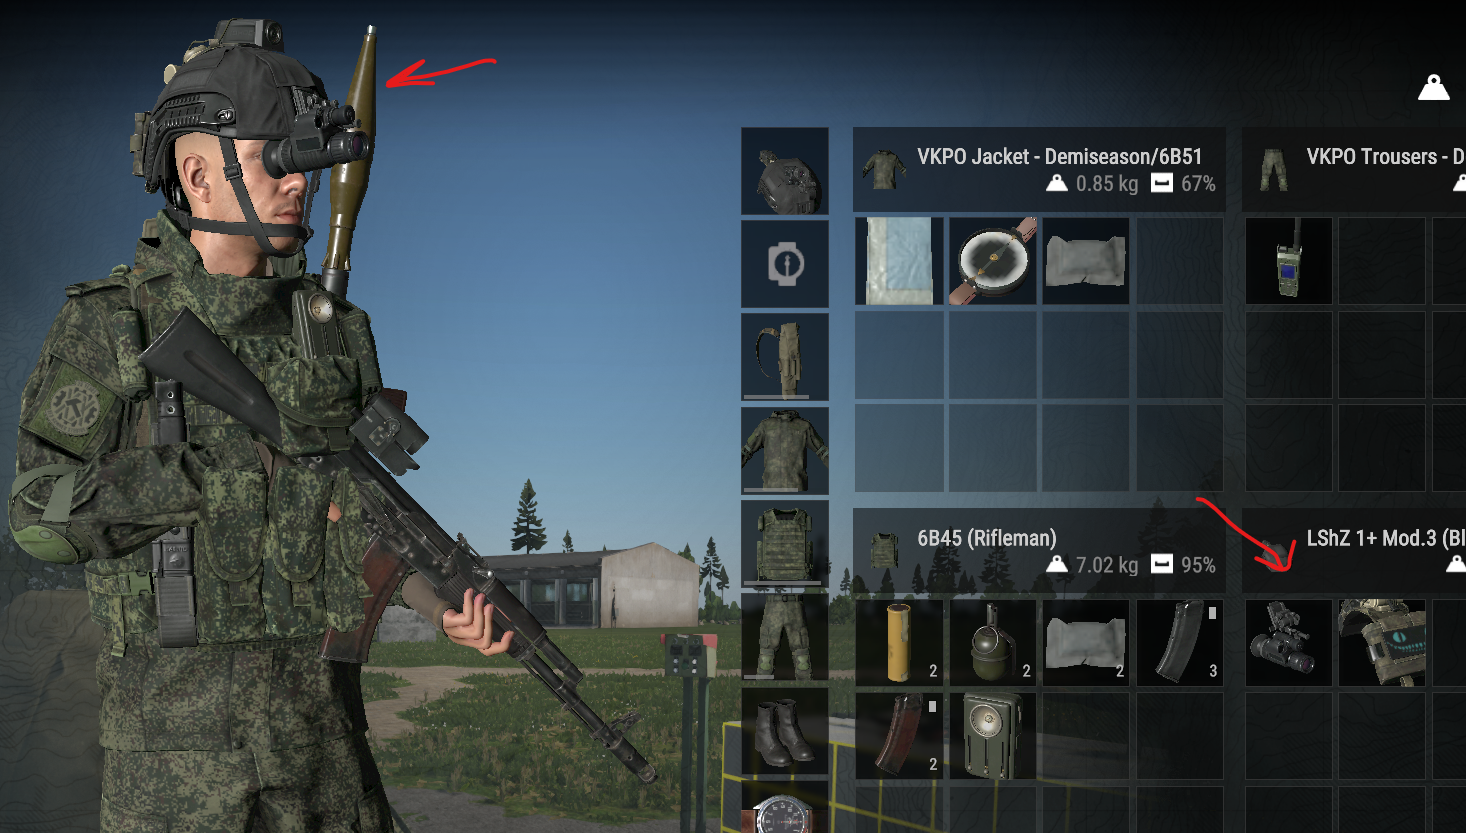 VKPO Jacket - Demiseason/6B51
0.85 kg 67%
VKPO Trousers - D
6B45 (Rifleman)
7.02 kg 95%
LShZ 1+ Mod.3 (Bl
2
2
2
3
2